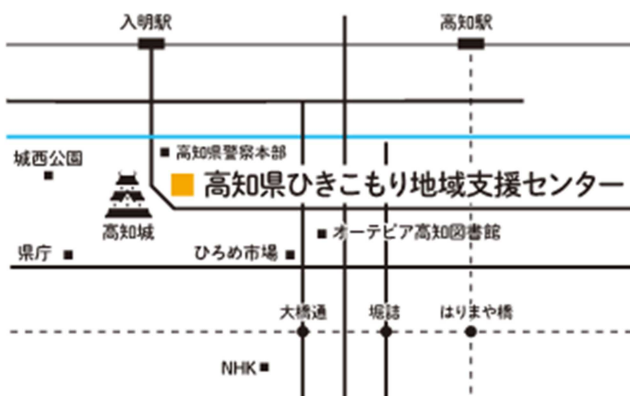 入明駅
高知駅
高知県警察本部
城西公園
高知県ひきこもり地域支援センター
高知城
オーテピア高知図書館
県庁
ひろめ市場
大橋通
堀詰
はりまや橋
NHK